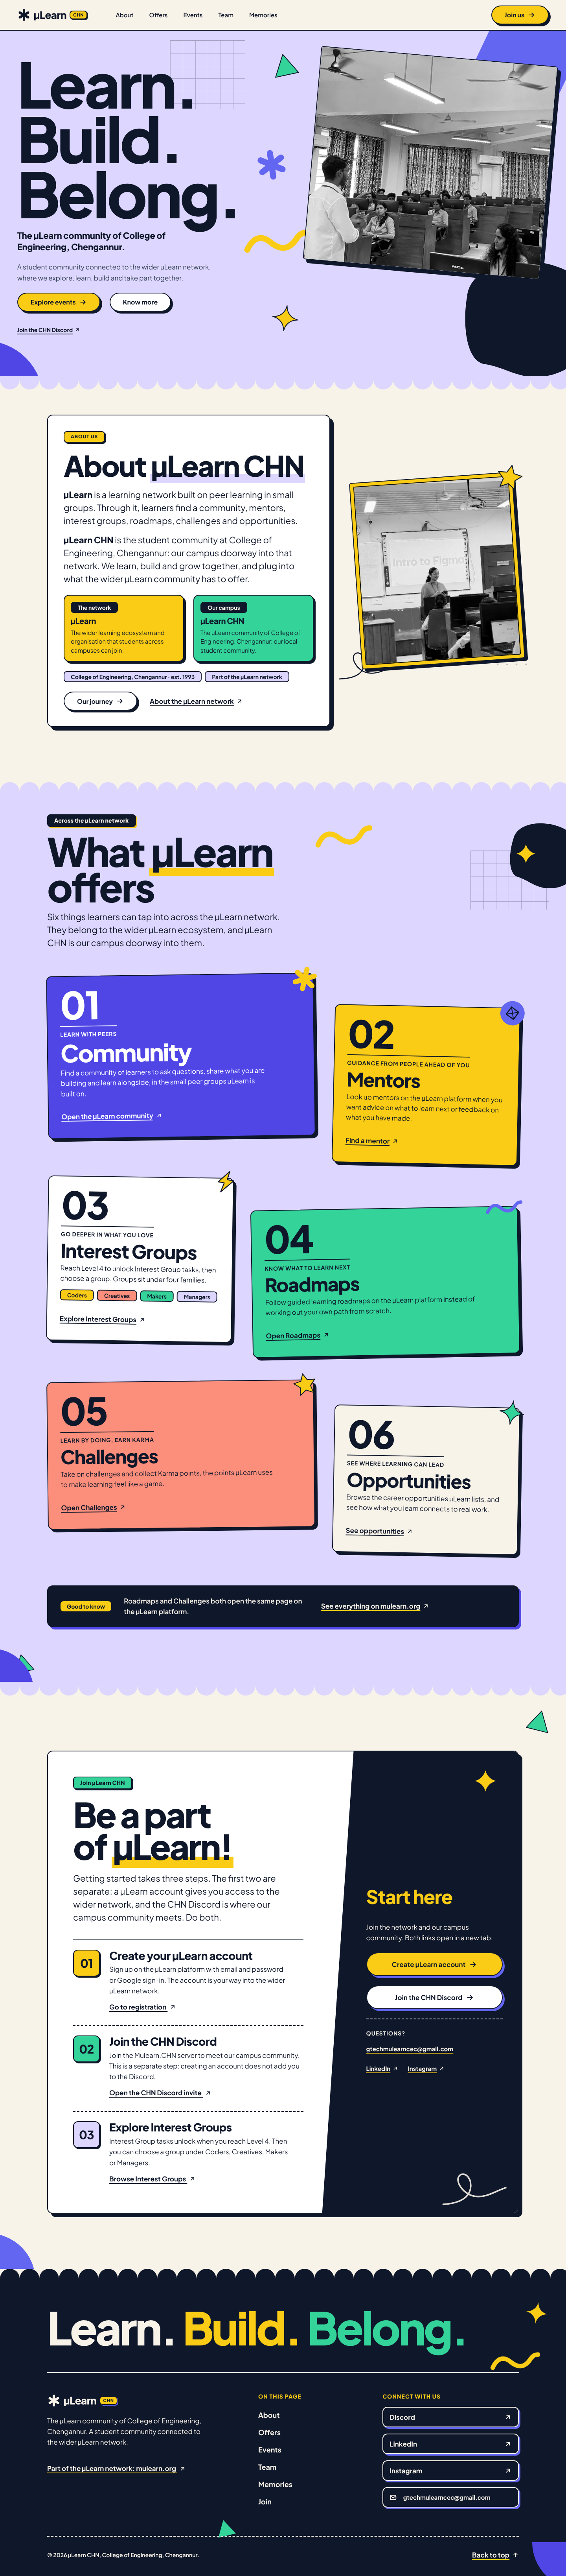 µLearn CHN
About
Offers
Events
Team
Memories
Join us
Learn.
Build.
Belong.
The µLearn community of College of
Engineering, Chengannur.
A student community connected to the wider µLearn network,
where we explore, learn, build and take part together.
Explore events
Know more
Join the CHN Discord
ABOUT US
About µLearn CHN
µLearn is a learning network built on peer learning in small
groups. Through it, learners find a community, mentors,
interest groups, roadmaps, challenges and opportunities.
µLearn CHN is the student community at College of
Engineering, Chengannur: our campus doorway into that
network. We learn, build and grow together, and plug into
what the wider µLearn community has to offer.
The network
µLearn
The wider learning ecosystem and
organisation that students across
campuses can join.
Our campus
µLearn CHN
The µLearn community of College of
Engineering, Chengannur: our local
student community.
College of Engineering, Chengannur · est. 1993
Part of the µLearn network
Our journey
About the µLearn network
Intro to Figma
Across the µLearn network
What µLearn
offers
Six things learners can tap into across the µLearn network.
They belong to the wider µLearn ecosystem, and µLearn
CHN is our campus doorway into them.
01
LEARN WITH PEERS
Community
Find a community of learners to ask questions, share what you are
building and learn alongside, in the small peer groups µLearn is
built on.
Open the µLearn community
02
GUIDANCE FROM PEOPLE AHEAD OF YOU
Mentors
Look up mentors on the µLearn platform when you
want advice on what to learn next or feedback on
what you have made.
Find a mentor
03
GO DEEPER IN WHAT YOU LOVE
Interest Groups
Reach Level 4 to unlock Interest Group tasks, then
choose a group. Groups sit under four families.
Coders
Creatives
Makers
Managers
Explore Interest Groups
04
KNOW WHAT TO LEARN NEXT
Roadmaps
Follow guided learning roadmaps on the µLearn platform instead of
working out your own path from scratch.
Open Roadmaps
05
LEARN BY DOING, EARN KARMA
Challenges
Take on challenges and collect Karma points, the points µLearn uses
to make learning feel like a game.
Open Challenges
06
SEE WHERE LEARNING CAN LEAD
Opportunities
Browse the career opportunities µLearn lists, and
see how what you learn connects to real work.
See opportunities
Good to know
Roadmaps and Challenges both open the same page on
the µLearn platform.
See everything on mulearn.org
Join µLearn CHN
Be a part
of µLearn!
Getting started takes three steps. The first two are
separate: a µLearn account gives you access to the
wider network, and the CHN Discord is where our
campus community meets. Do both.
01
Create your µLearn account
Sign up on the µLearn platform with email and password
or Google sign-in. The account is your way into the wider
µLearn network.
Go to registration
02
Join the CHN Discord
Join the Mulearn.CHN server to meet our campus community.
This is a separate step: creating an account does not add you
to the Discord.
Open the CHN Discord invite
03
Explore Interest Groups
Interest Group tasks unlock when you reach Level 4. Then
you can choose a group under Coders, Creatives, Makers
or Managers.
Browse Interest Groups
Start here
Join the network and our campus
community. Both links open in a new tab.
Create µLearn account
Join the CHN Discord
QUESTIONS?
gtechmulearncec@gmail.com
LinkedIn
Instagram
Learn. Build. Belong.
µLearn CHN
The µLearn community of College of Engineering,
Chengannur. A student community connected to
the wider µLearn network.
Part of the µLearn network: mulearn.org
ON THIS PAGE
About
Offers
Events
Team
Memories
Join
CONNECT WITH US
Discord
LinkedIn
Instagram
gtechmulearncec@gmail.com
© 2026 µLearn CHN, College of Engineering, Chengannur.
Back to top